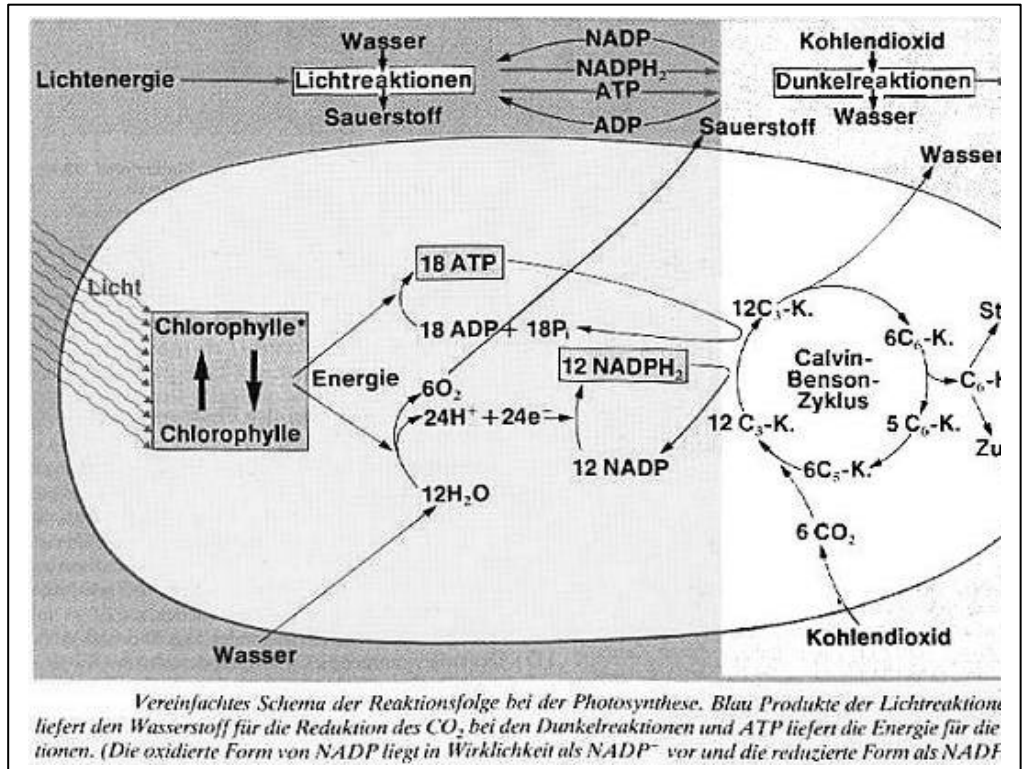 Wasser
NADP
Kohlendioxid
Lichtenergie
Lichtreaktionen
NADPH₂
Dunkelreaktionen
ATP
Sauerstoff
ADP
Wasser
Sauerstoff
Wasser
Licht
18 ATP
12C₃-K.
St
Chlorophylle*
18 ADP + 18Pᵢ
6C₆-K.
Energie
6O₂
12 NADPH₂
Calvin-
Benson-
Zyklus
C₆-K
24H⁺ + 24e⁻
12 C₃-K.
5 C₆-K.
Chlorophylle
Zu
12 NADP
6C₅-K.
12H₂O
6 CO₂
Wasser
Kohlendioxid
Vereinfachtes Schema der Reaktionsfolge bei der Photosynthese. Blau Produkte der Lichtreaktione
liefert den Wasserstoff für die Reduktion des CO₂ bei den Dunkelreaktionen und ATP liefert die Energie für die
tionen. (Die oxidierte Form von NADP liegt in Wirklichkeit als NADP⁻ vor und die reduzierte Form als NADP